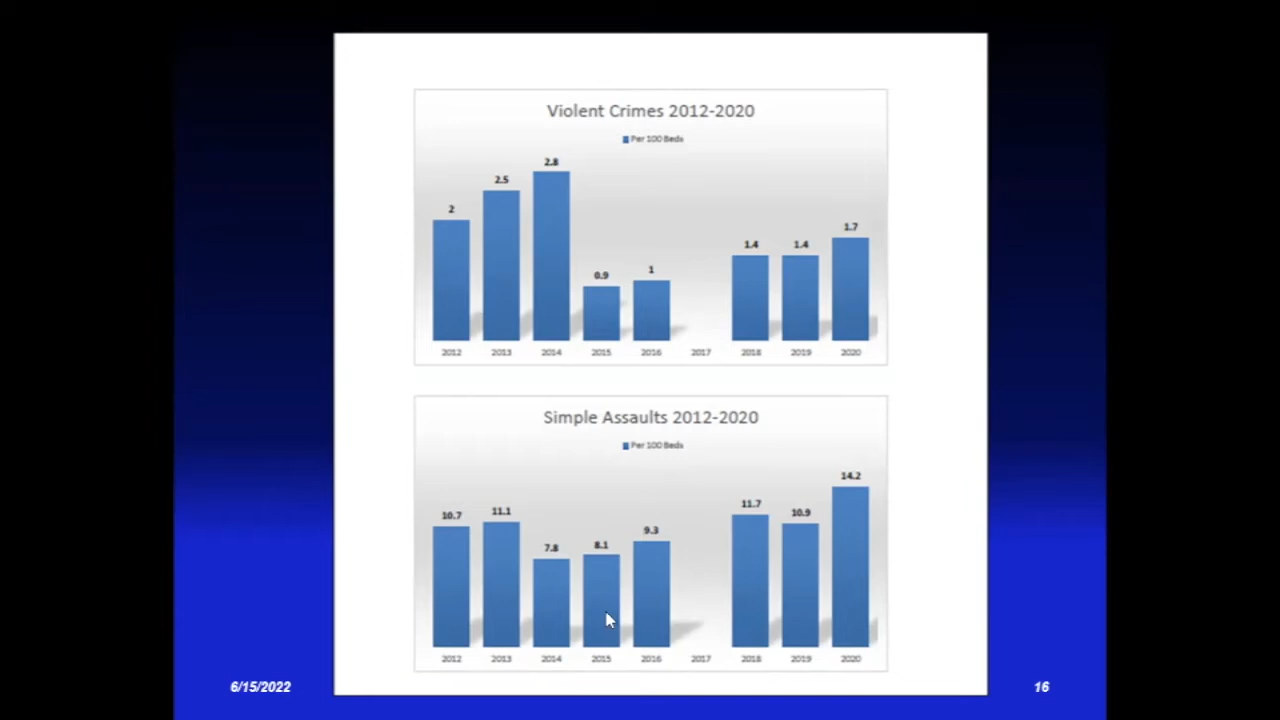 Violent Crimes 2012-2020
Per 100 Beds
2 2.5 2.8 0.9 1 1.4 1.4 1.7
2012 2013 2014 2015 2016 2017 2018 2019 2020
Simple Assaults 2012-2020
Per 100 Beds
10.7 11.1 7.8 8.1 9.3 11.7 10.9 14.2
2012 2013 2014 2015 2016 2017 2018 2019 2020
6/15/2022
16